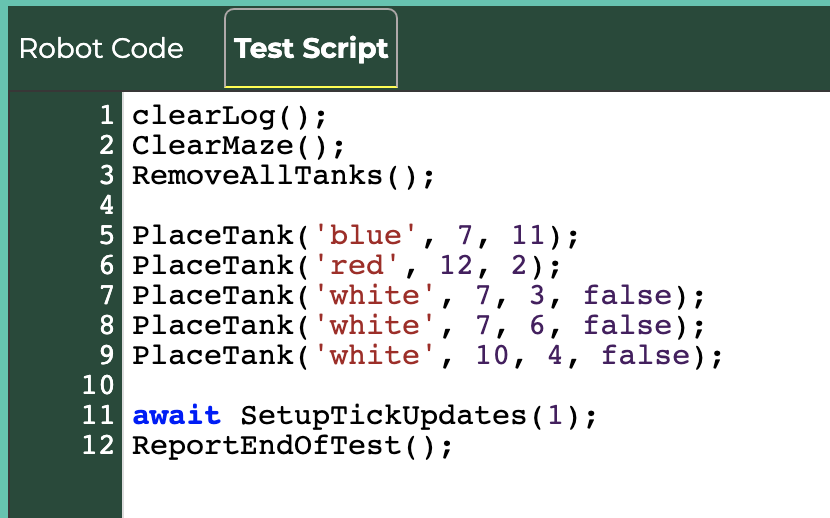 Robot Code Test Script
1 clearLog();
2 ClearMaze();
3 RemoveAllTanks();
4
5 PlaceTank('blue', 7, 11);
6 PlaceTank('red', 12, 2);
7 PlaceTank('white', 7, 3, false);
8 PlaceTank('white', 7, 6, false);
9 PlaceTank('white', 10, 4, false);
10
11 await SetupTickUpdates(1);
12 ReportEndOfTest();